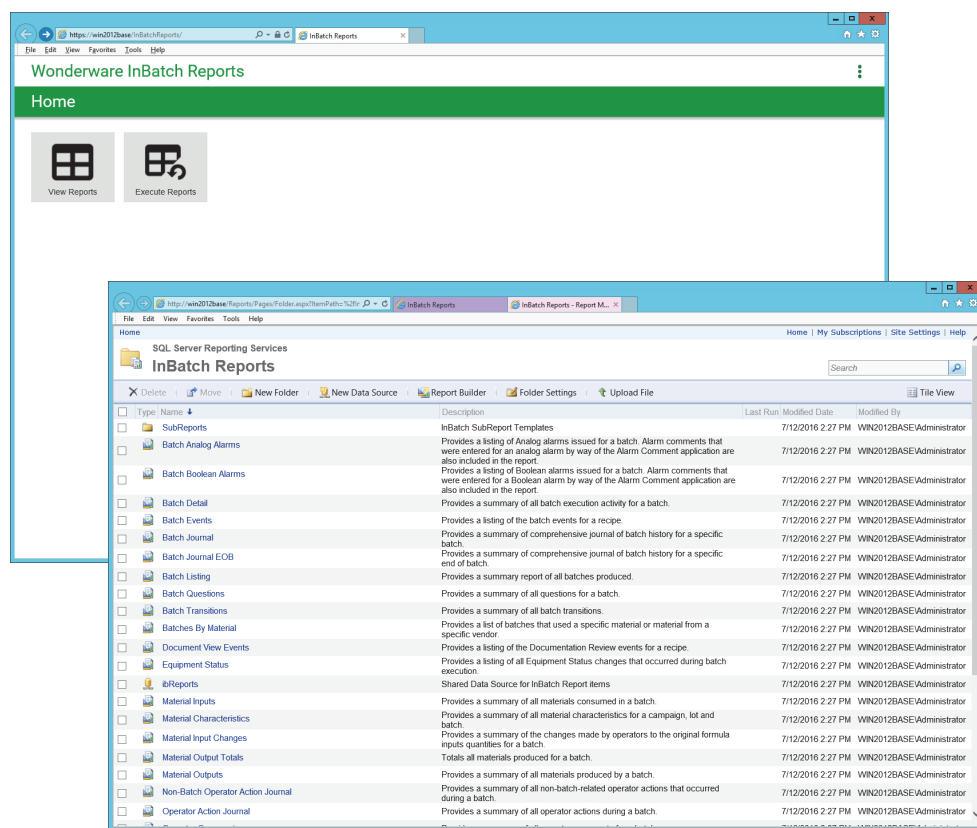 https://win2012base/InBatchReports/
InBatch Reports
File Edit View Favorites Tools Help
Wonderware InBatch Reports
Home
View Reports
Execute Reports
http://win2012base/Reports/Pages/Folder.aspx?ItemPath=%2fIr
InBatch Reports
InBatch Reports - Report M...
File Edit View Favorites Tools Help
Home
Home | My Subscriptions | Site Settings | Help
SQL Server Reporting Services
InBatch Reports
Search
Delete Move New Folder New Data Source Report Builder Folder Settings Upload File Tile View
Type Name Description Last Run Modified Date Modified By
SubReports InBatch SubReport Templates 7/12/2016 2:27 PM WIN2012BASE\Administrator
Batch Analog Alarms Provides a listing of Analog alarms issued for a batch. Alarm comments that
were entered for an analog alarm by way of the Alarm Comment application are 7/12/2016 2:27 PM WIN2012BASE\Administrator
also included in the report.
Batch Boolean Alarms Provides a listing of Boolean alarms issued for a batch. Alarm comments that
were entered for a Boolean alarm by way of the Alarm Comment application are 7/12/2016 2:27 PM WIN2012BASE\Administrator
also included in the report.
Batch Detail Provides a summary of all batch execution activity for a batch. 7/12/2016 2:27 PM WIN2012BASE\Administrator
Batch Events Provides a listing of the batch events for a recipe. 7/12/2016 2:27 PM WIN2012BASE\Administrator
Batch Journal Provides a summary of comprehensive journal of batch history for a specific 7/12/2016 2:27 PM WIN2012BASE\Administrator
batch.
Batch Journal EOB Provides a summary of comprehensive journal of batch history for a specific 7/12/2016 2:27 PM WIN2012BASE\Administrator
end of batch.
Batch Listing Provides a summary report of all batches produced. 7/12/2016 2:27 PM WIN2012BASE\Administrator
Batch Questions Provides a summary of all questions for a batch. 7/12/2016 2:27 PM WIN2012BASE\Administrator
Batch Transitions Provides a summary of all batch transitions. 7/12/2016 2:27 PM WIN2012BASE\Administrator
Batches By Material Provides a list of batches that used a specific material or material from a 7/12/2016 2:27 PM WIN2012BASE\Administrator
specific vendor.
Document View Events Provides a listing of the Documentation Review events for a recipe. 7/12/2016 2:27 PM WIN2012BASE\Administrator
Equipment Status Provides a listing of all Equipment Status changes that occurred during batch 7/12/2016 2:27 PM WIN2012BASE\Administrator
execution.
ibReports Shared Data Source for InBatch Report items 7/12/2016 2:27 PM WIN2012BASE\Administrator
Material Inputs Provides a summary of all materials consumed in a batch. 7/12/2016 2:27 PM WIN2012BASE\Administrator
Material Characteristics Provides a summary of all material characteristics for a campaign, lot and 7/12/2016 2:27 PM WIN2012BASE\Administrator
batch.
Material Input Changes Provides a summary of the changes made by operators to the original formula 7/12/2016 2:27 PM WIN2012BASE\Administrator
inputs quantities for a batch.
Material Output Totals Totals all materials produced for a batch. 7/12/2016 2:27 PM WIN2012BASE\Administrator
Material Outputs Provides a summary of all materials produced by a batch. 7/12/2016 2:27 PM WIN2012BASE\Administrator
Non-Batch Operator Action Journal Provides a summary of all non-batch-related operator actions that occurred 7/12/2016 2:27 PM WIN2012BASE\Administrator
during a batch.
Operator Action Journal Provides a summary of all operator actions during a batch. 7/12/2016 2:27 PM WIN2012BASE\Administrator